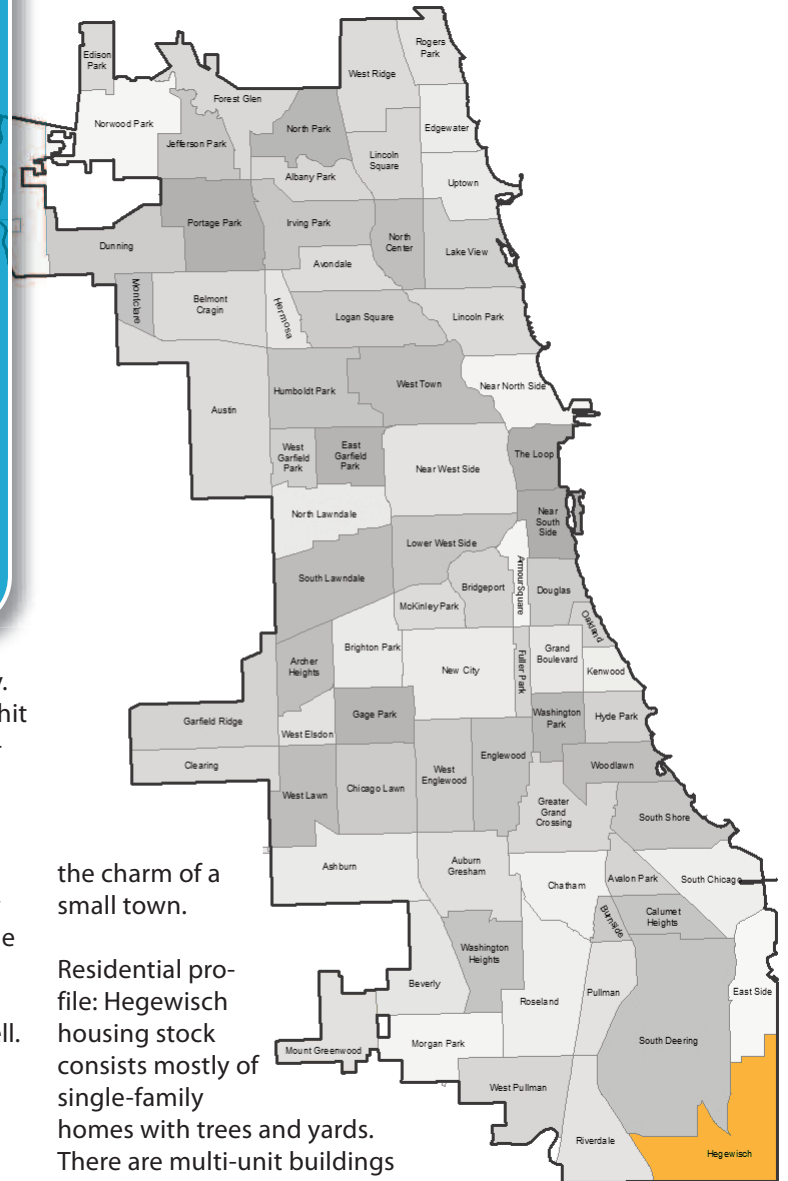 Edison
Park
Rogers
Park
West Ridge
Forest Glen
Norwood Park
North Park
Edgewater
Jefferson Park
Lincoln
Square
Albany Park
Uptown
Portage Park
Irving Park
North
Center
Dunning
Lake View
Avondale
Montclare
Belmont
Cragin
Hermosa
Logan Square
Lincoln Park
Austin
Humboldt Park
West Town
Near North Side
West
Garfield
Park
East
Garfield
Park
Near West Side
The Loop
North Lawndale
Near
South
Side
Lower West Side
South Lawndale
Bridgeport
ArmourSquare
Douglas
McKinley Park
Oakland
Archer
Heights
Brighton Park
New City
Fuller Park
Grand
Boulevard
Kenwood
Garfield Ridge
West Elsdon
Gage Park
Washington
Park
Hyde Park
Clearing
West Lawn
Chicago Lawn
West
Englewood
Englewood
Woodlawn
Greater
Grand
Crossing
South Shore
Ashburn
Auburn
Gresham
Chatham
Avalon Park
South Chicago
Burnside
Calumet
Heights
Washington
Heights
Beverly
Roseland
Pullman
East Side
Mount Greenwood
Morgan Park
South Deering
West Pullman
Riverdale
Hegewisch
hit
the charm of a
small town.
Residential pro-
file: Hegewisch
housing stock
consists mostly of
single-family
homes with trees and yards.
There are multi-unit buildings